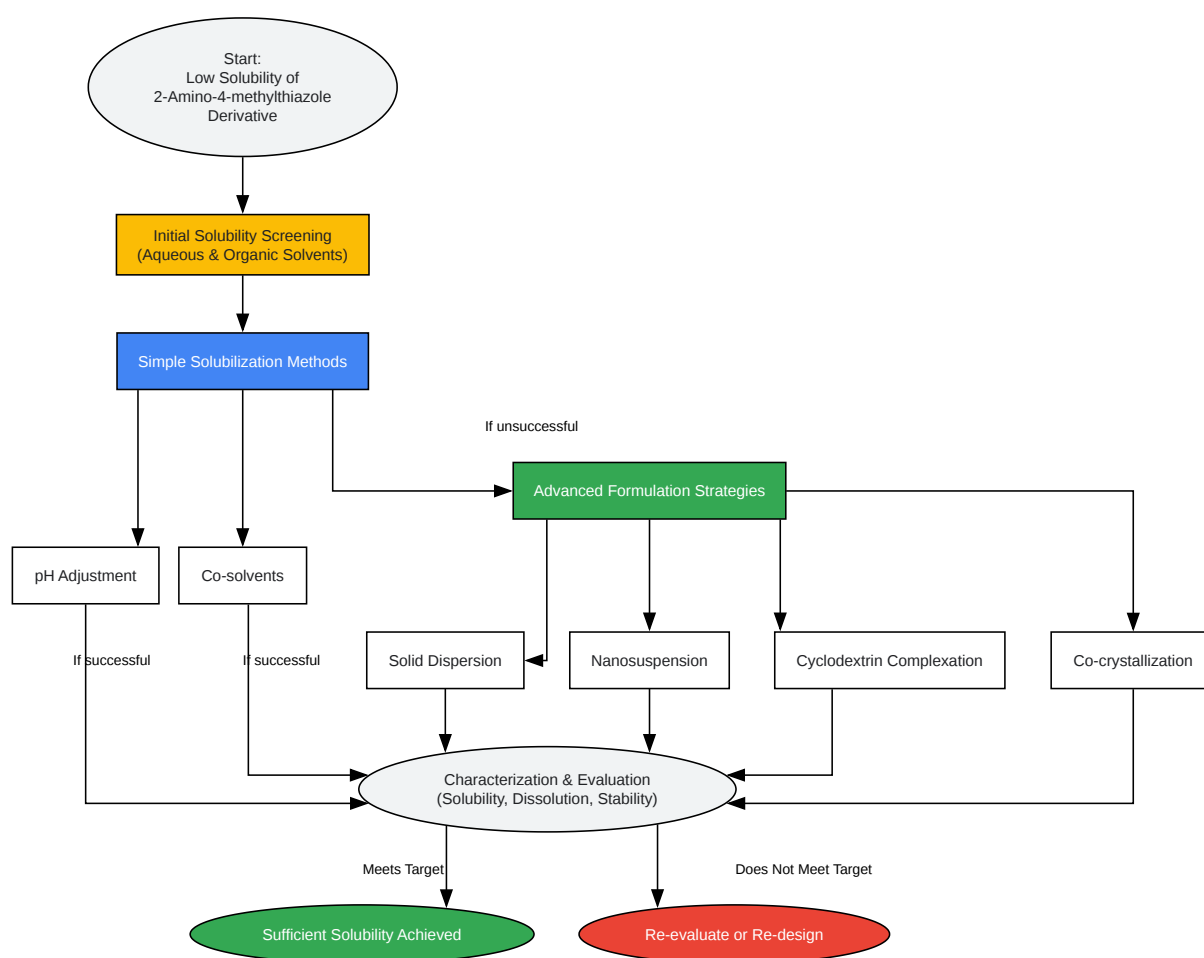 Start:
Low Solubility of
2-Amino-4-methylthiazole
Derivative
Initial Solubility Screening
(Aqueous & Organic Solvents)
Simple Solubilization Methods
If unsuccessful
Advanced Formulation Strategies
pH Adjustment
Co-solvents
If successful
If successful
Solid Dispersion
Nanosuspension
Cyclodextrin Complexation
Co-crystallization
Characterization & Evaluation
(Solubility, Dissolution, Stability)
Meets Target
Does Not Meet Target
Sufficient Solubility Achieved
Re-evaluate or Re-design